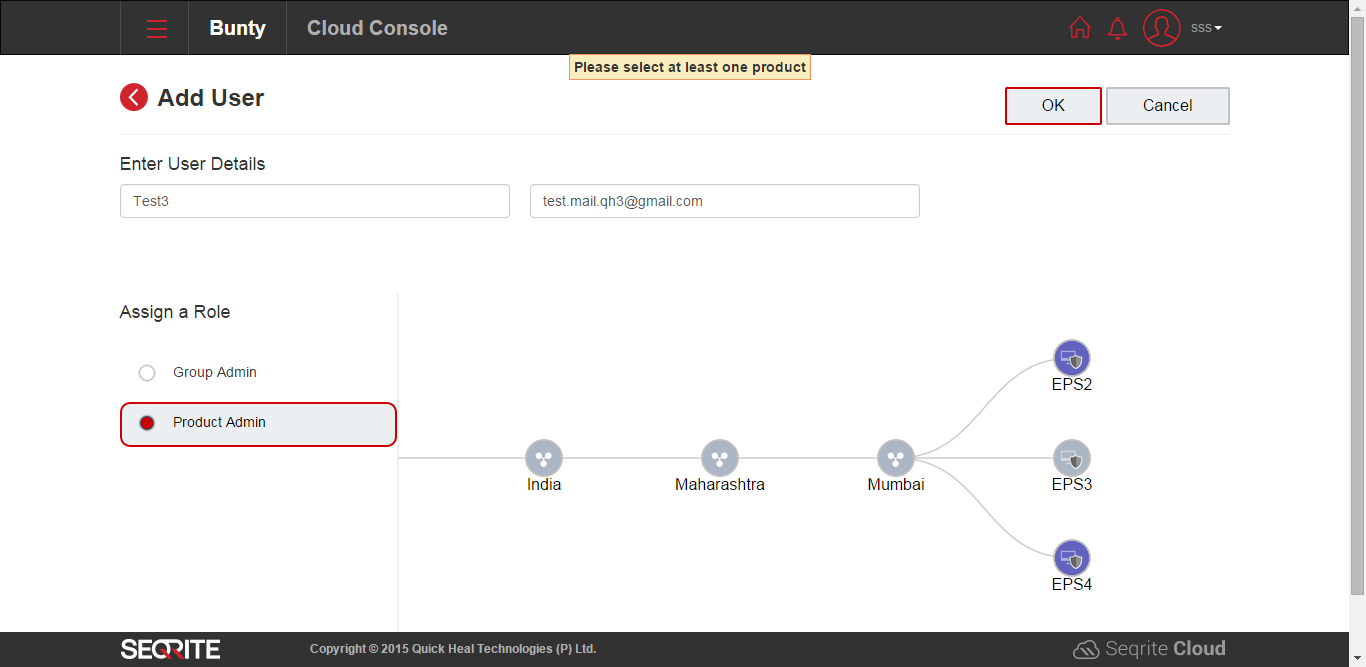 Bunty Cloud Console sss
Please select at least one product
Add User OK Cancel
Enter User Details
Test3 test.mail.qh3@gmail.com
Assign a Role
Group Admin
Product Admin
EPS2
India Maharashtra Mumbai EPS3
EPS4
SEQRITE Copyright © 2015 Quick Heal Technologies (P) Ltd. Seqrite Cloud